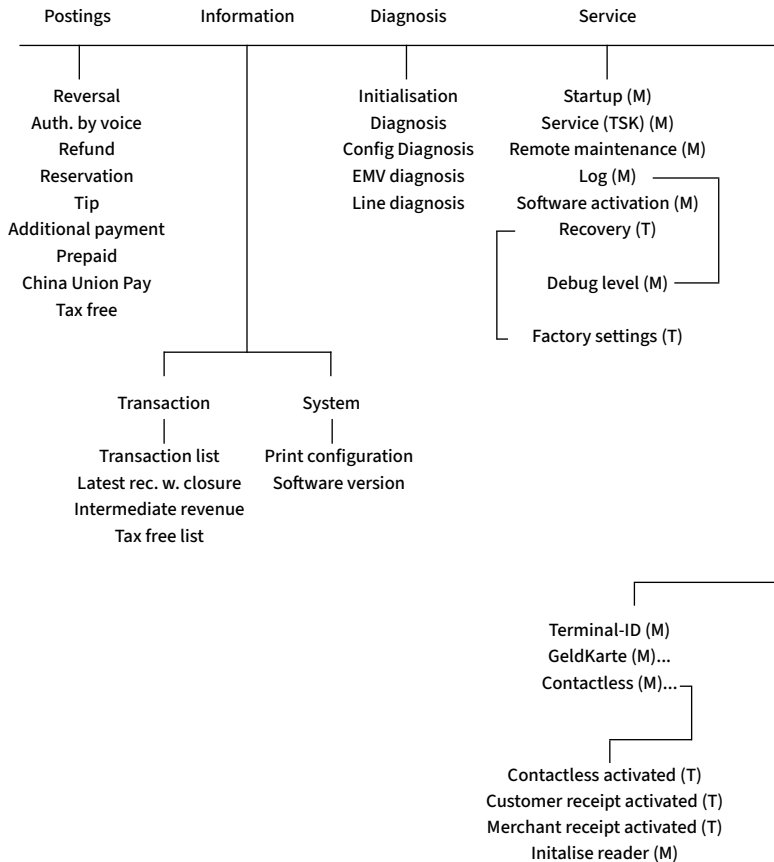 Postings
Information
Diagnosis
Service
Reversal
Auth. by voice
Refund
Reservation
Tip
Additional payment
Prepaid
China Union Pay
Tax free
Initialisation
Diagnosis
Config Diagnosis
EMV diagnosis
Line diagnosis
Startup (M)
Service (TSK) (M)
Remote maintenance (M)
Log (M)
Software activation (M)
Recovery (T)
Debug level (M)
Factory settings (T)
Transaction
Transaction list
Latest rec. w. closure
Intermediate revenue
Tax free list
System
Print configuration
Software version
Terminal-ID (M)
GeldKarte (M)...
Contactless (M)...
Contactless activated (T)
Customer receipt activated (T)
Merchant receipt activated (T)
Initalise reader (M)